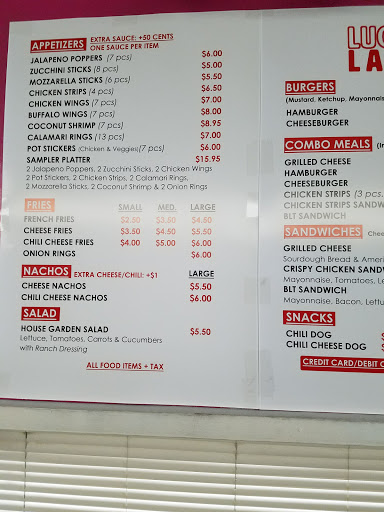 APPETIZERS EXTRA SAUCE: +50 CENTS
ONE SAUCE PER ITEM
JALAPENO POPPERS (7 pcs) $6.00
ZUCCHINI STICKS (8 pcs) $5.00
MOZZARELLA STICKS (6 pcs) $5.50
CHICKEN STRIPS (4 pcs) $6.50
CHICKEN WINGS (7 pcs) $7.00
BUFFALO WINGS (7 pcs) $8.00
COCONUT SHRIMP (7 pcs) $8.95
CALAMARI RINGS (13 pcs) $7.00
POT STICKERS (Chicken & Veggies)(7 pcs) $6.00
SAMPLER PLATTER $15.95
2 Jalapeno Poppers, 2 Zucchini Sticks, 2 Chicken Wings
2 Pot Stickers, 2 Chicken Strips, 2 Calamari Rings,
2 Mozzarella Sticks, 2 Coconut Shrimp & 2 Onion Rings
FRIES SMALL MED. LARGE
FRENCH FRIES $2.50 $3.50 $4.50
CHEESE FRIES $3.50 $4.50 $5.50
CHILI CHEESE FRIES $4.00 $5.00 $6.00
ONION RINGS $6.00
NACHOS EXTRA CHEESE/CHILI: +$1 LARGE
CHEESE NACHOS $5.50
CHILI CHEESE NACHOS $6.00
SALAD
HOUSE GARDEN SALAD $5.50
Lettuce, Tomatoes, Carrots & Cucumbers
with Ranch Dressing
ALL FOOD ITEMS + TAX
LA
BURGERS
(Mustard, Ketchup, Mayonnais
HAMBURGER
CHEESEBURGER
COMBO MEALS
GRILLED CHEESE
HAMBURGER
CHEESEBURGER
CHICKEN STRIPS (3 pcs.
CHICKEN STRIPS SANDW
BLT SANDWICH
SANDWICHES Chee
GRILLED CHEESE
Sourdough Bread & Ameri
CRISPY CHICKEN SANDW
Mayonnaise, Tomatoes, Le
BLT SANDWICH
Mayonnaise, Bacon, Lettu
SNACKS
CHILI DOG
CHILI CHEESE DOG
CREDIT CARD/DEBIT C